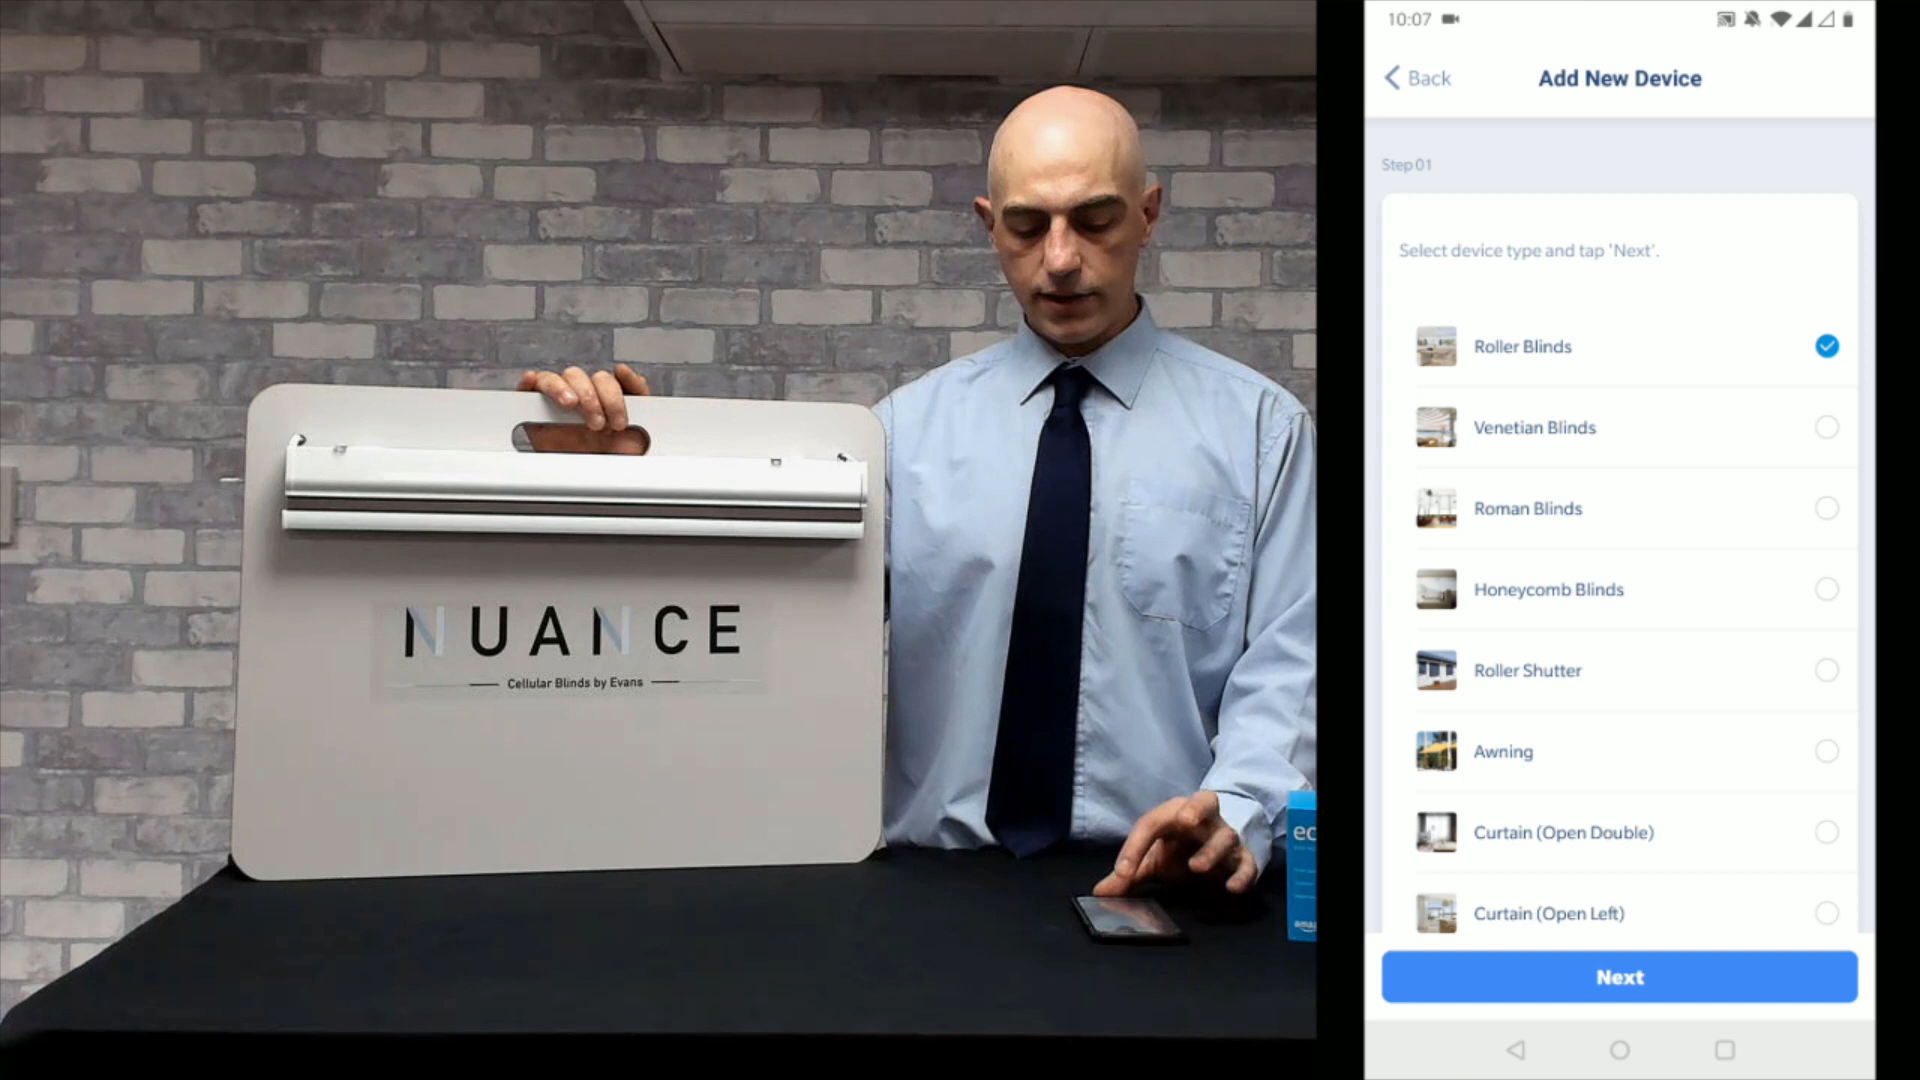 NUANCE
Cellular Blinds by Evans
10:07
Back
Add New Device
Step 01
Select device type and tap 'Next'.
Roller Blinds
Venetian Blinds
Roman Blinds
Honeycomb Blinds
Roller Shutter
Awning
Curtain (Open Double)
Curtain (Open Left)
Next